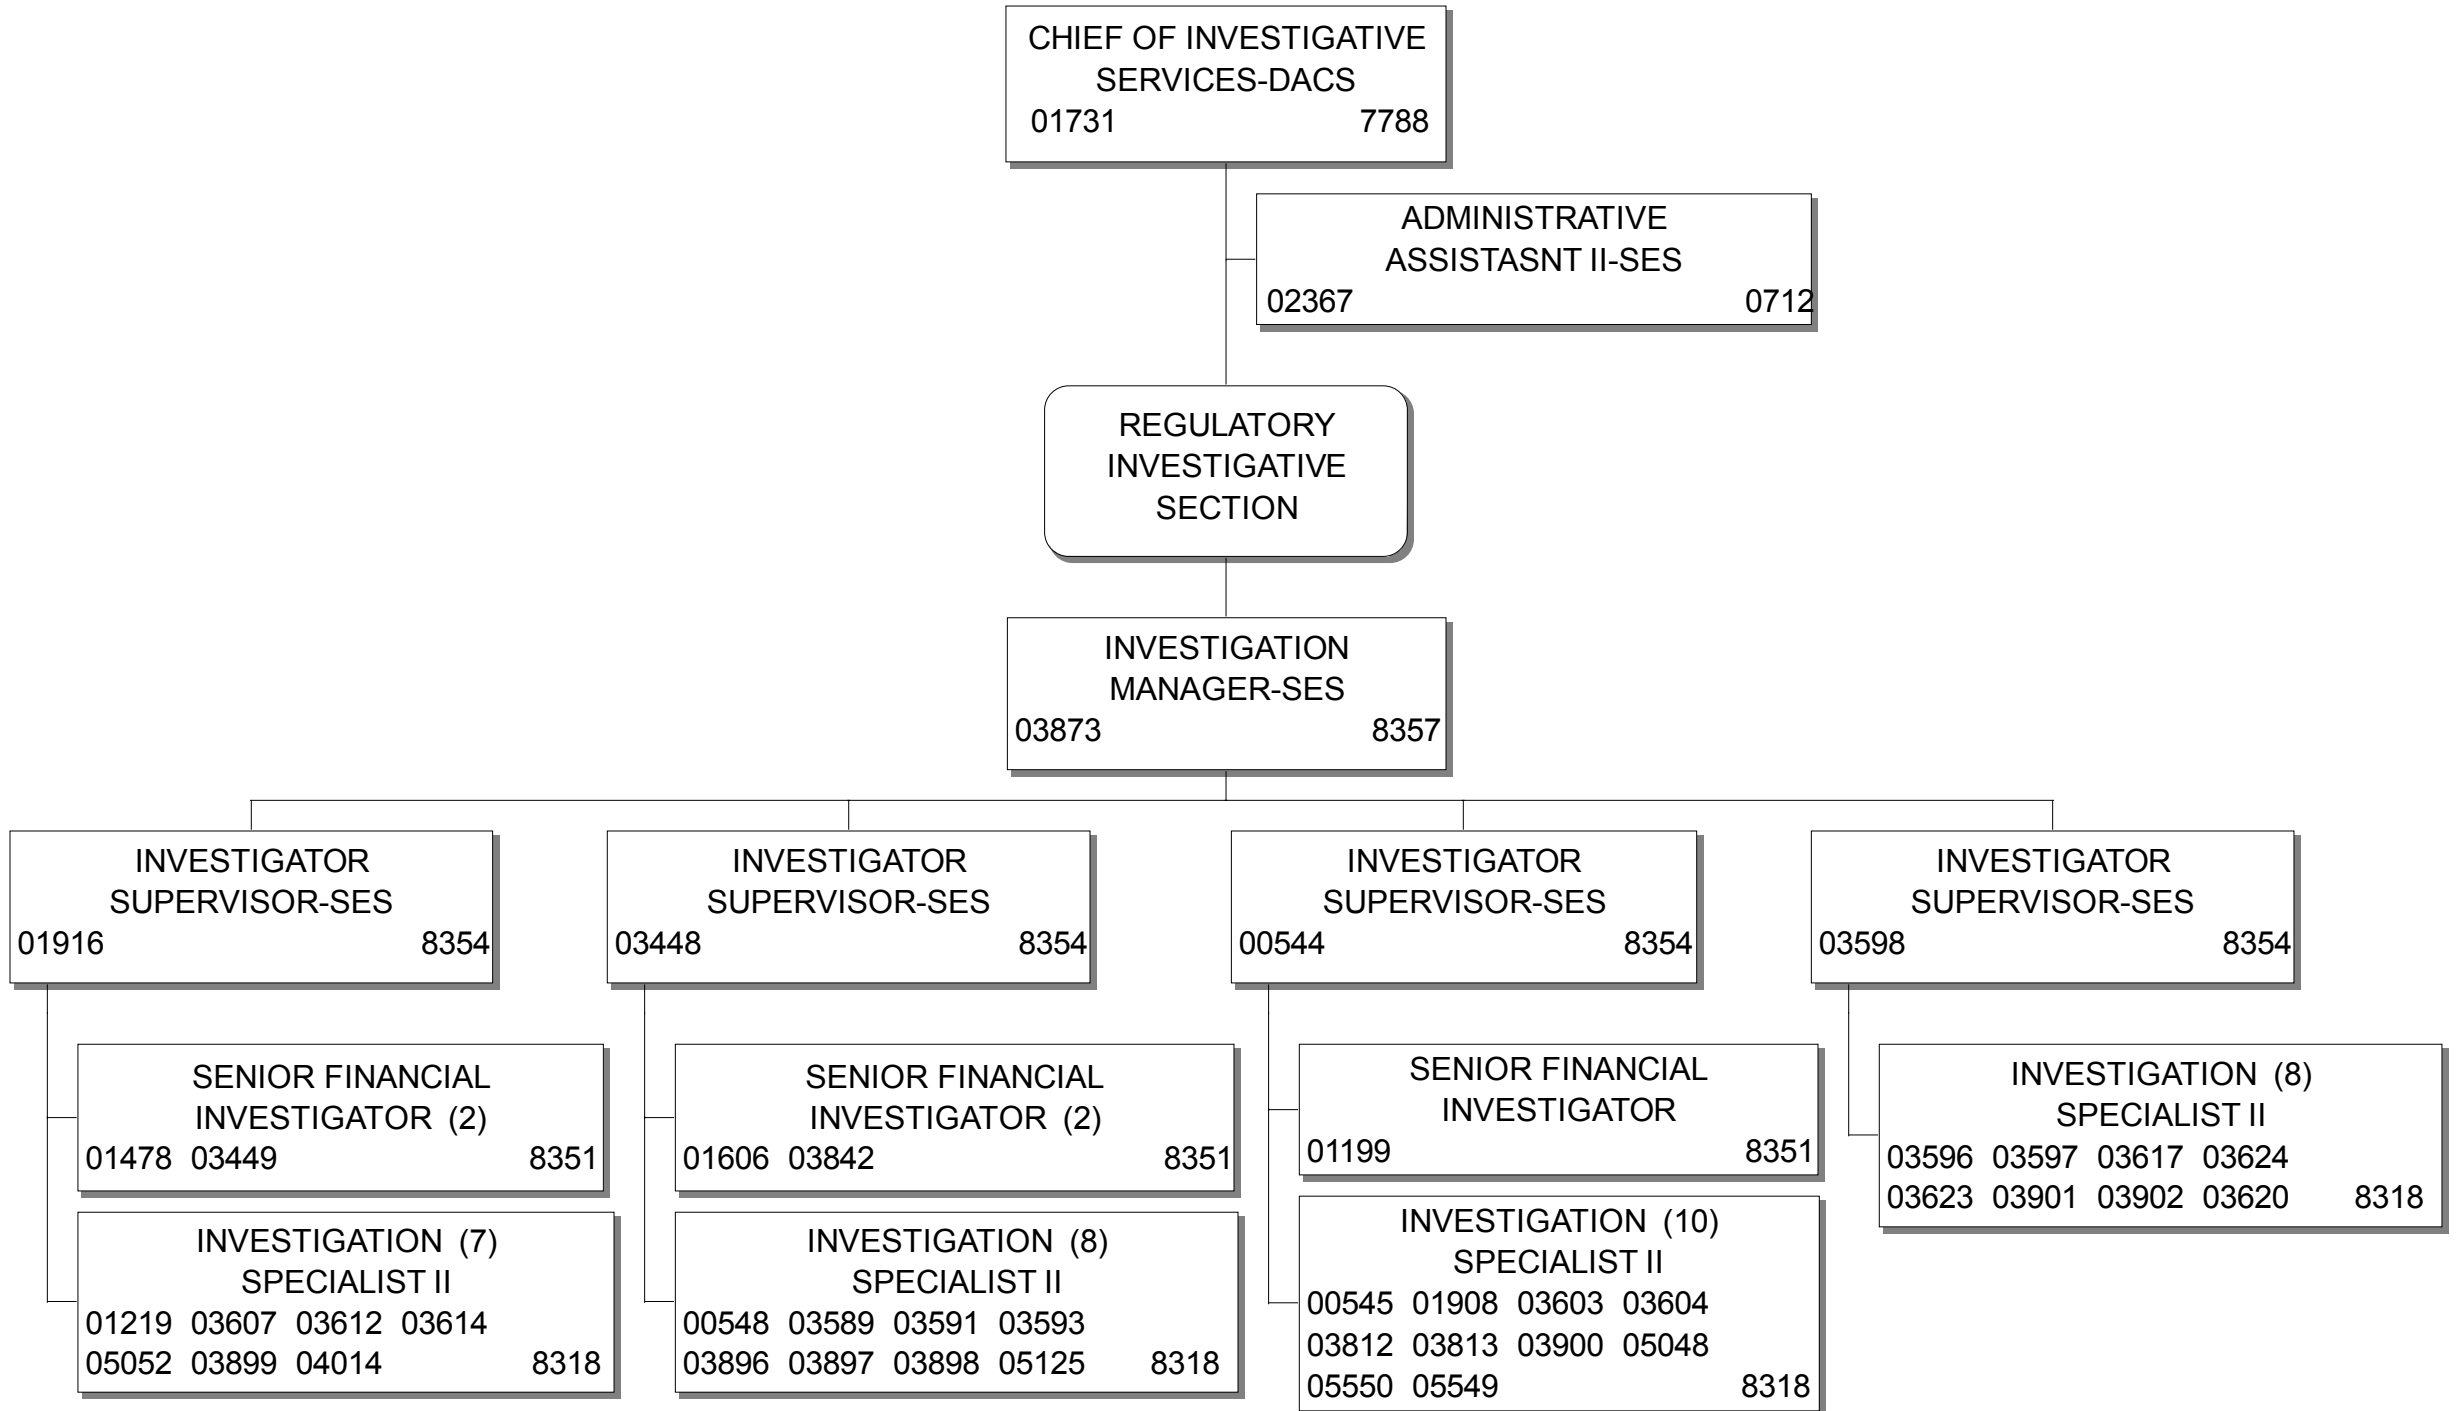 CHIEF OF INVESTIGATIVE
SERVICES-DACS
01731 7788
ADMINISTRATIVE
ASSISTASNT II-SES
02367 0712
REGULATORY
INVESTIGATIVE
SECTION
INVESTIGATION
MANAGER-SES
03873 8357
INVESTIGATOR
SUPERVISOR-SES
01916 8354
INVESTIGATOR
SUPERVISOR-SES
03448 8354
INVESTIGATOR
SUPERVISOR-SES
00544 8354
INVESTIGATOR
SUPERVISOR-SES
03598 8354
SENIOR FINANCIAL
INVESTIGATOR (2)
01478 03449 8351
INVESTIGATION (7)
SPECIALIST II
01219 03607 03612 03614
05052 03899 04014 8318
SENIOR FINANCIAL
INVESTIGATOR (2)
01606 03842 8351
INVESTIGATION (8)
SPECIALIST II
00548 03589 03591 03593
03896 03897 03898 05125 8318
SENIOR FINANCIAL
INVESTIGATOR
01199 8351
INVESTIGATION (10)
SPECIALIST II
00545 01908 03603 03604
03812 03813 03900 05048
05550 05549 8318
INVESTIGATION (8)
SPECIALIST II
03596 03597 03617 03624
03623 03901 03902 03620 8318